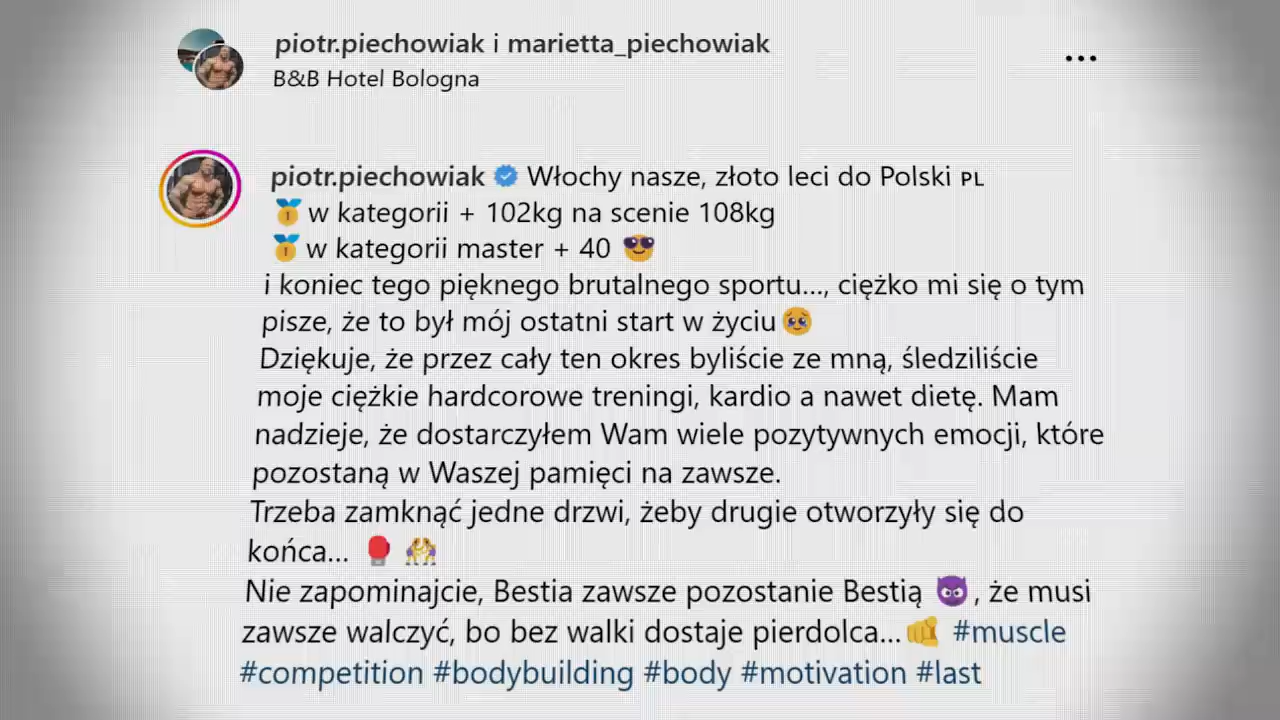 piotr.piechowiak i marietta_piechowiak
B&B Hotel Bologna
piotr.piechowiak Włochy nasze, złoto leci do Polski PL
🥇w kategorii + 102kg na scenie 108kg
🥇w kategorii master + 40 😎
i koniec tego pięknego brutalnego sportu..., ciężko mi się o tym
pisze, że to był mój ostatni start w życiu🥹
Dziękuje, że przez cały ten okres byliście ze mną, śledziliście
moje ciężkie hardcorowe treningi, kardio a nawet dietę. Mam
nadzieje, że dostarczyłem Wam wiele pozytywnych emocji, które
pozostaną w Waszej pamięci na zawsze.
Trzeba zamknąć jedne drzwi, żeby drugie otworzyły się do
końca... 🥊 🤼
Nie zapominajcie, Bestia zawsze pozostanie Bestią 😈, że musi
zawsze walczyć, bo bez walki dostaje pierdolca...🫵 #muscle
#competition #bodybuilding #body #motivation #last